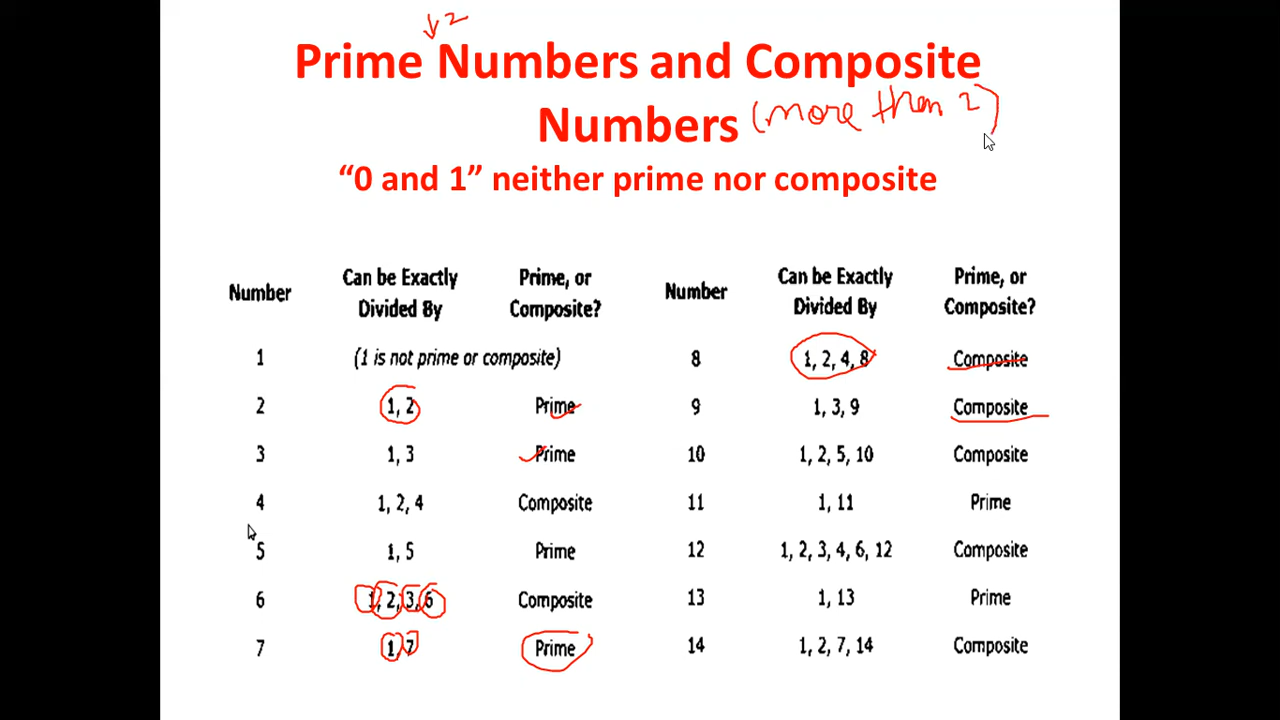 ↓2
Prime Numbers and Composite
Numbers (more than 2)
“0 and 1” neither prime nor composite
Number Can be Exactly Divided By Prime, or Composite? Number Can be Exactly Divided By Prime, or Composite?
1 (1 is not prime or composite) 8 1, 2, 4, 8 Composite
2 1, 2 Prime 9 1, 3, 9 Composite
3 1, 3 Prime 10 1, 2, 5, 10 Composite
4 1, 2, 4 Composite 11 1, 11 Prime
5 1, 5 Prime 12 1, 2, 3, 4, 6, 12 Composite
6 1, 2, 3, 6 Composite 13 1, 13 Prime
7 1, 7 Prime 14 1, 2, 7, 14 Composite